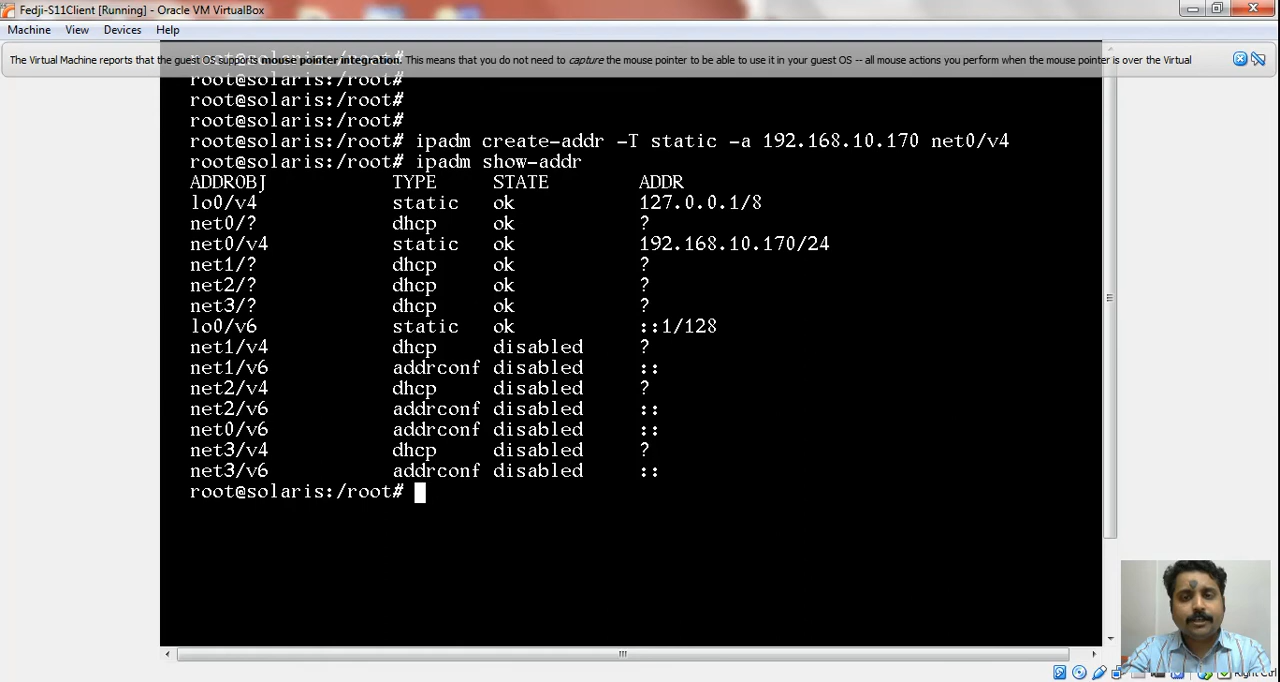 Fedji-S11Client [Running] - Oracle VM VirtualBox
Machine View Devices Help
root@solaris:/root#
The Virtual Machine reports that the guest OS supports mouse pointer integration. This means that you do not need to capture the mouse pointer to be able to use it in your guest OS -- all mouse actions you perform when the mouse pointer is over the Virtual
root@solaris:/root#
root@solaris:/root#
root@solaris:/root#
root@solaris:/root# ipadm create-addr -T static -a 192.168.10.170 net0/v4
root@solaris:/root# ipadm show-addr
ADDROBJ TYPE STATE ADDR
lo0/v4 static ok 127.0.0.1/8
net0/? dhcp ok ?
net0/v4 static ok 192.168.10.170/24
net1/? dhcp ok ?
net2/? dhcp ok ?
net3/? dhcp ok ?
lo0/v6 static ok ::1/128
net1/v4 dhcp disabled ?
net1/v6 addrconf disabled ::
net2/v4 dhcp disabled ?
net2/v6 addrconf disabled ::
net0/v6 addrconf disabled ::
net3/v4 dhcp disabled ?
net3/v6 addrconf disabled ::
root@solaris:/root#
Right Ctrl